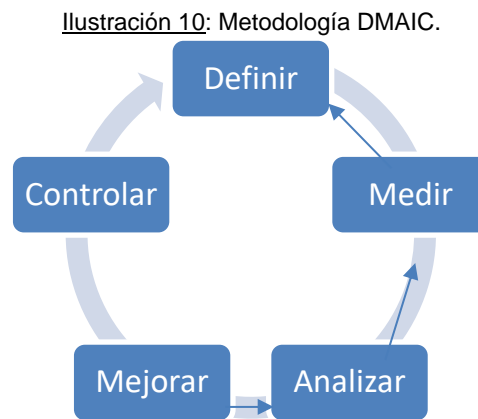 Ilustración 10: Metodología DMAIC.
Definir
Medir
Analizar
Mejorar
Controlar